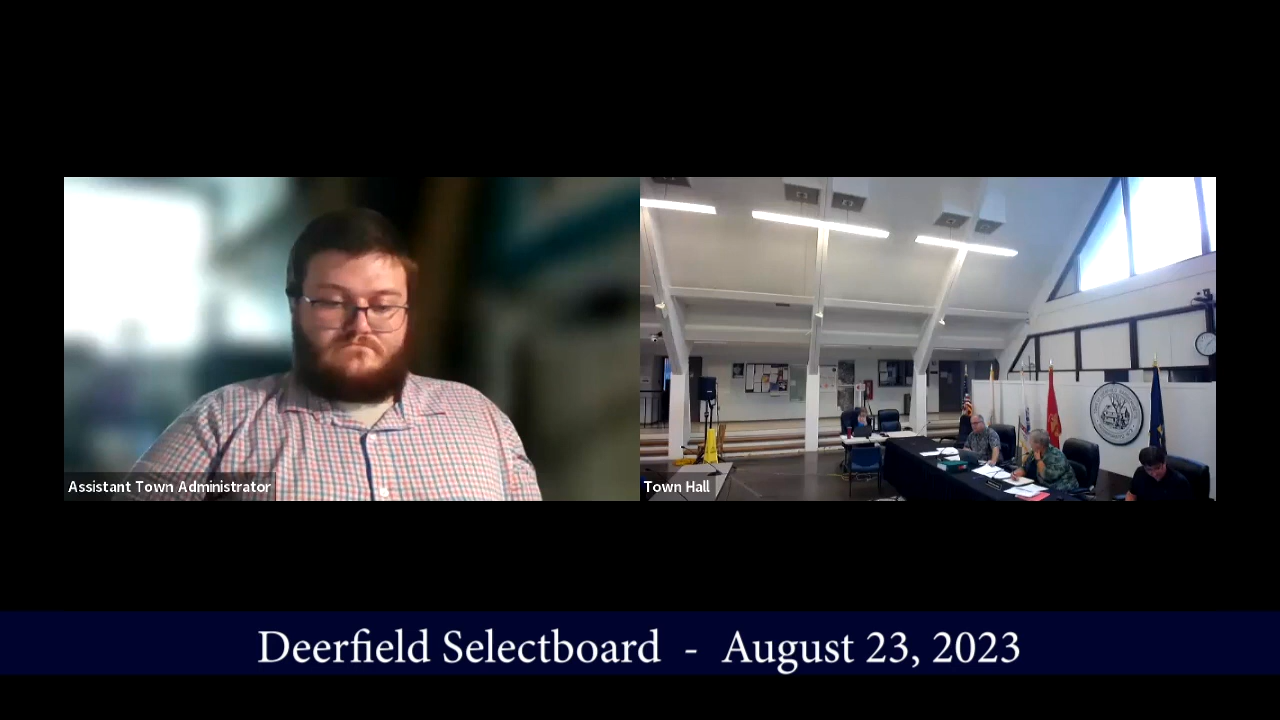 Assistant Town Administrator
Town Hall
Deerfield Selectboard - August 23, 2023